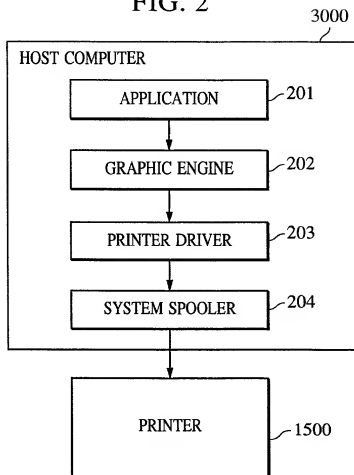 FIG. 2
3000
HOST COMPUTER
APPLICATION
201
GRAPHIC ENGINE
202
PRINTER DRIVER
203
SYSTEM SPOOLER
204
PRINTER
1500